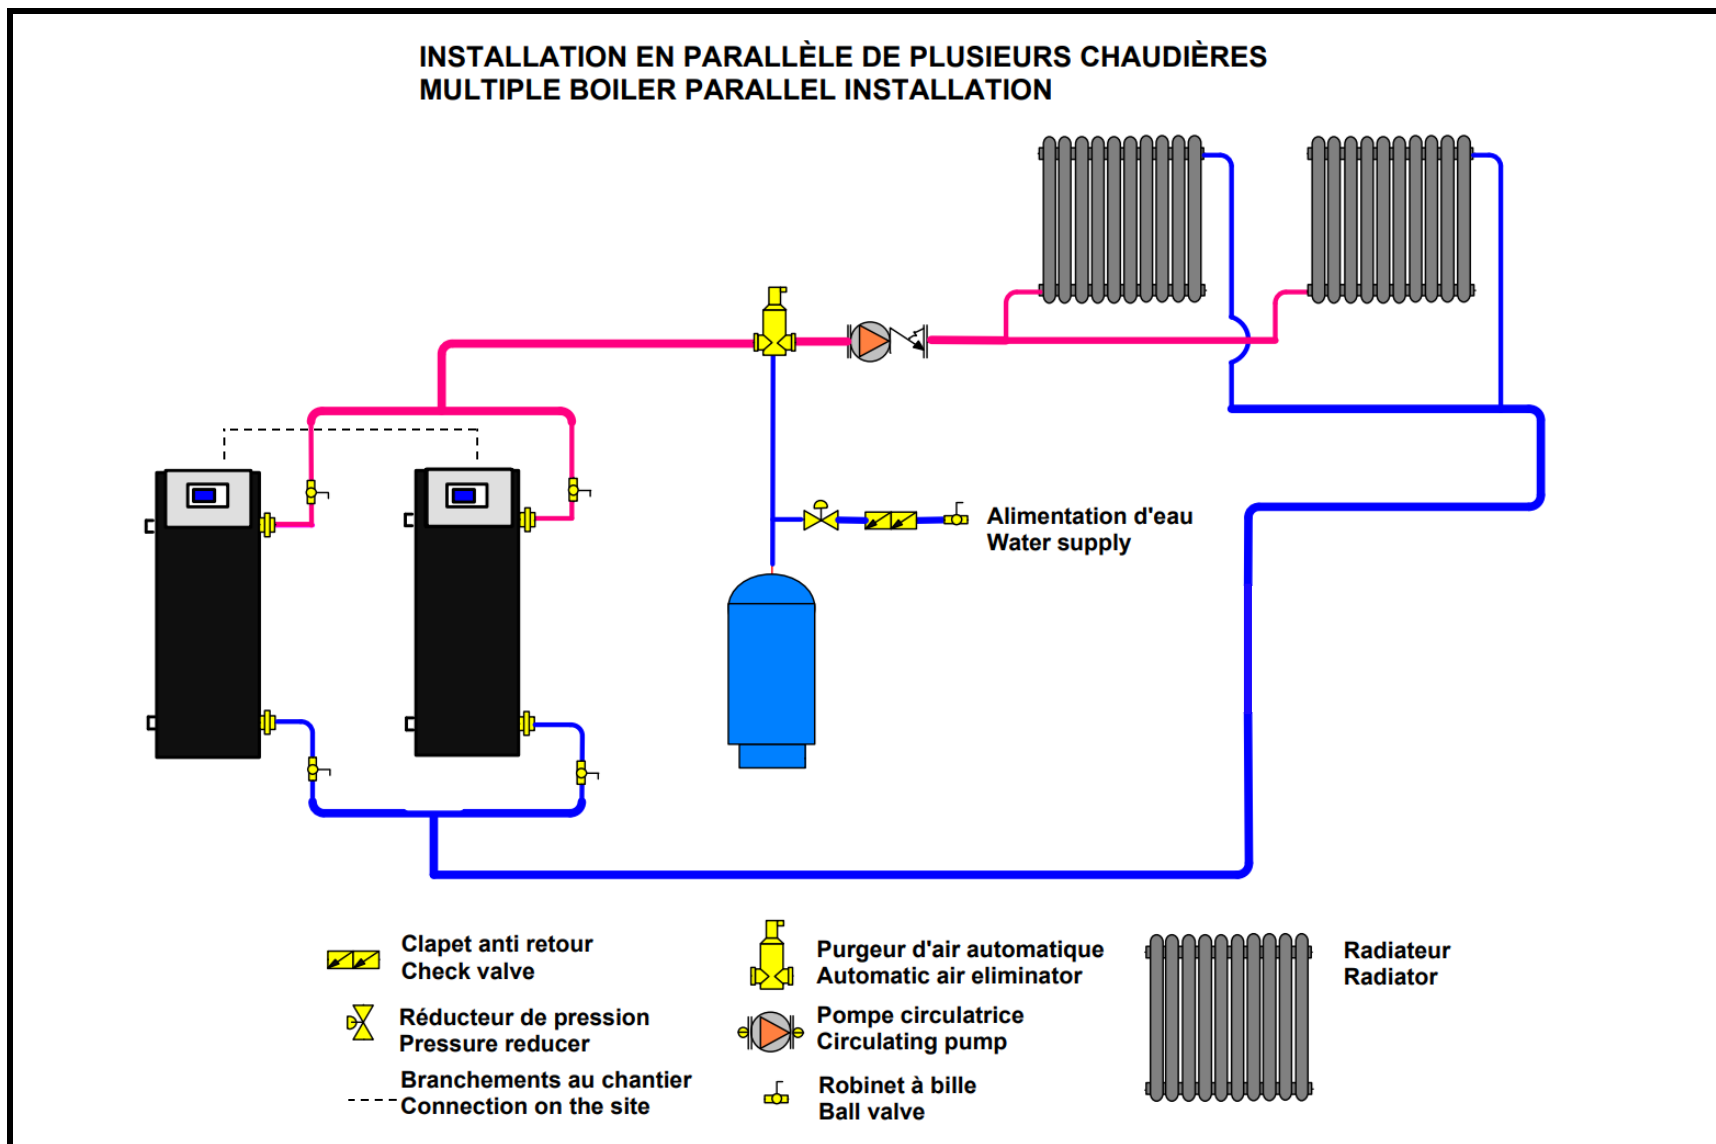 INSTALLATION EN PARALLÈLE DE PLUSIEURS CHAUDIÈRES
MULTIPLE BOILER PARALLEL INSTALLATION
Alimentation d'eau
Water supply
Clapet anti retour
Check valve
Réducteur de pression
Pressure reducer
Branchements au chantier
Connection on the site
Purgeur d'air automatique
Automatic air eliminator
Pompe circulatrice
Circulating pump
Robinet à bille
Ball valve
Radiateur
Radiator